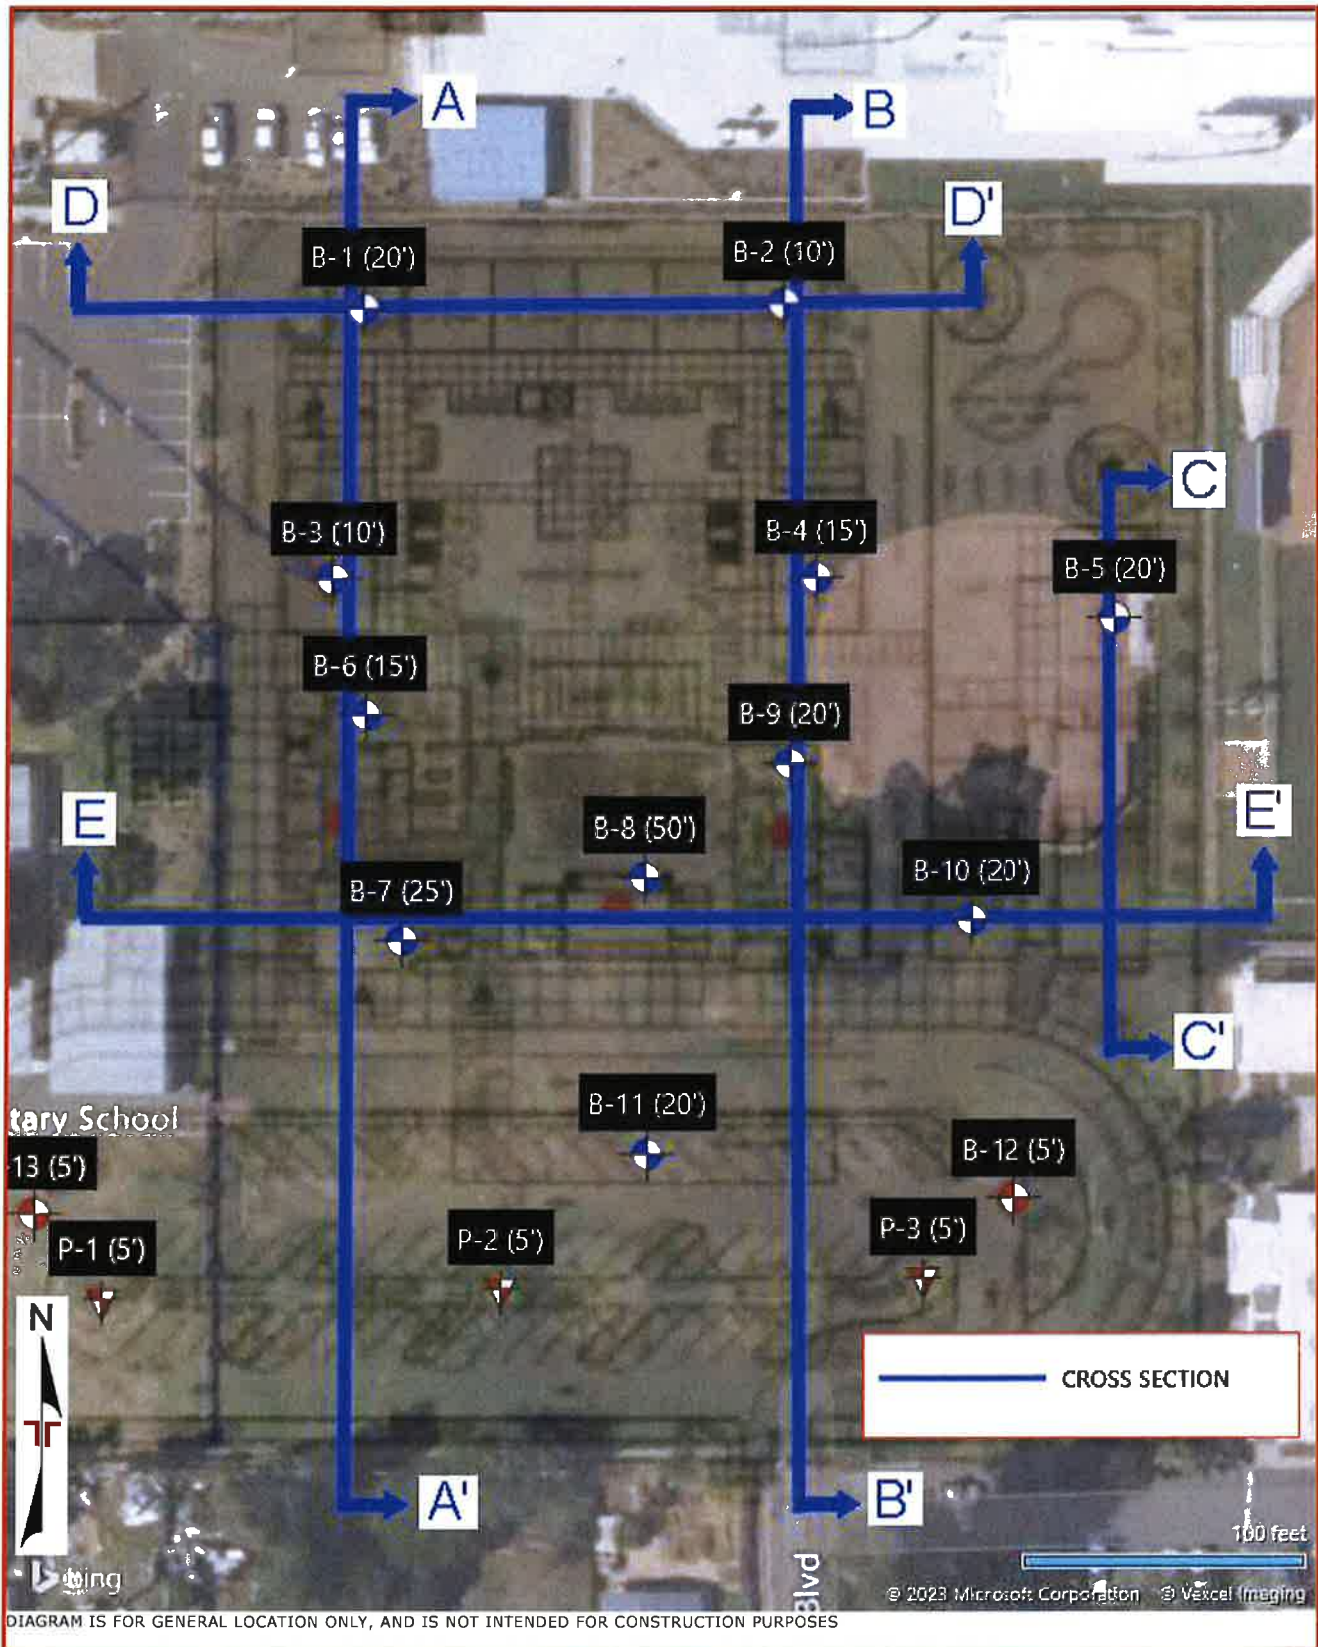 A
B
D
D'
B-1 (20')
B-2 (10')
C
B-3 (10')
B-4 (15')
B-5 (20')
B-6 (15')
B-9 (20')
E
E'
B-8 (50')
B-7 (25')
B-10 (20')
C'
B-11 (20')
tary School
B-12 (5')
-13 (5')
P-1 (5')
P-2 (5')
P-3 (5')
N
CROSS SECTION
A'
B'
100 feet
Blvd
bing
© 2023 Microsoft Corporation © Vexcel Imaging
DIAGRAM IS FOR GENERAL LOCATION ONLY, AND IS NOT INTENDED FOR CONSTRUCTION PURPOSES